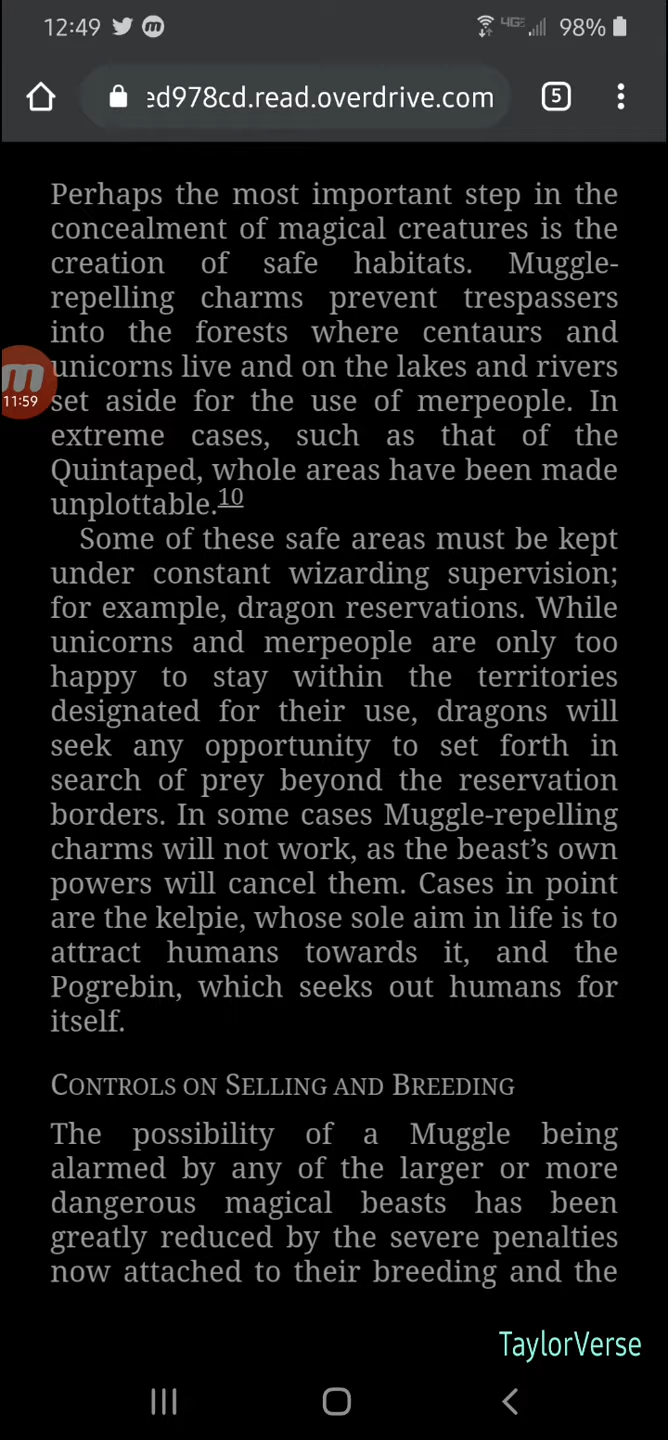 12:49 m 4GE 98%
ed978cd.read.overdrive.com 5
Perhaps the most important step in the
concealment of magical creatures is the
creation of safe habitats. Muggle-
repelling charms prevent trespassers
into the forests where centaurs and
unicorns live and on the lakes and rivers
m
11:59
set aside for the use of merpeople. In
extreme cases, such as that of the
Quintaped, whole areas have been made
unplottable.10
Some of these safe areas must be kept
under constant wizarding supervision;
for example, dragon reservations. While
unicorns and merpeople are only too
happy to stay within the territories
designated for their use, dragons will
seek any opportunity to set forth in
search of prey beyond the reservation
borders. In some cases Muggle-repelling
charms will not work, as the beast’s own
powers will cancel them. Cases in point
are the kelpie, whose sole aim in life is to
attract humans towards it, and the
Pogrebin, which seeks out humans for
itself.
CONTROLS ON SELLING AND BREEDING
The possibility of a Muggle being
alarmed by any of the larger or more
dangerous magical beasts has been
greatly reduced by the severe penalties
now attached to their breeding and the
TaylorVerse